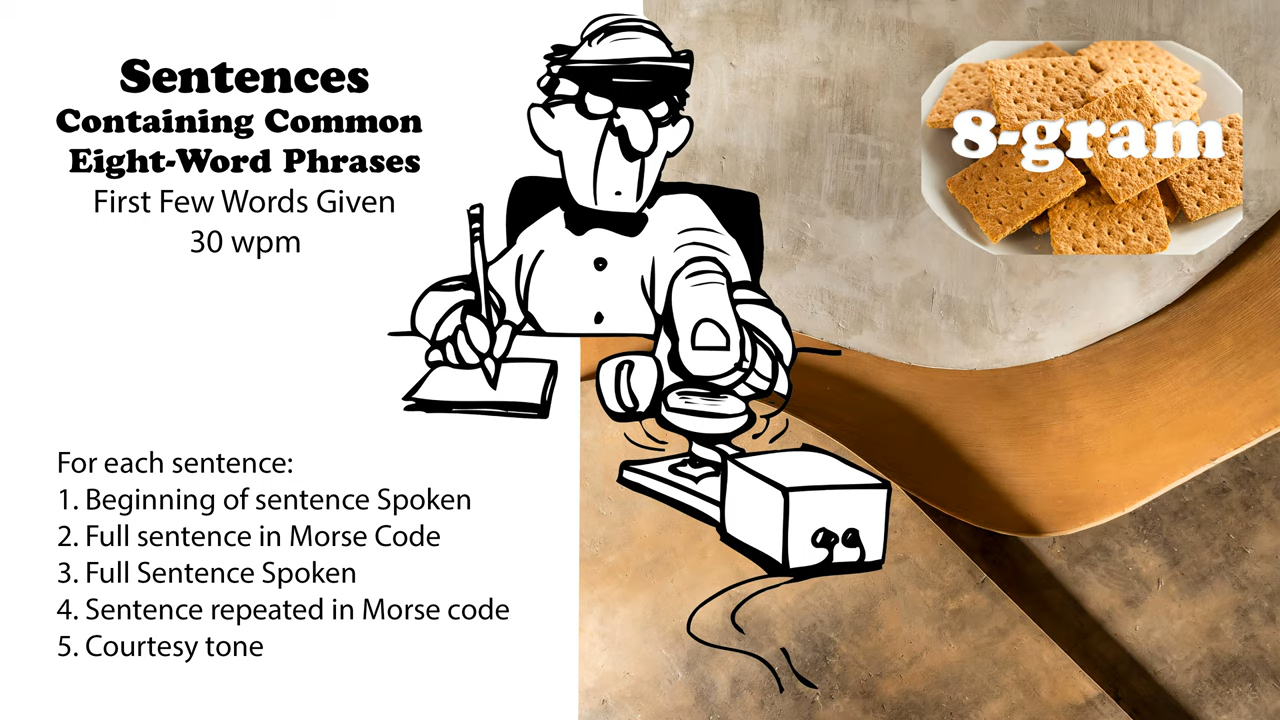 Sentences
Containing Common
Eight-Word Phrases
First Few Words Given
30 wpm
8-gram
For each sentence:
1. Beginning of sentence Spoken
2. Full sentence in Morse Code
3. Full Sentence Spoken
4. Sentence repeated in Morse code
5. Courtesy tone